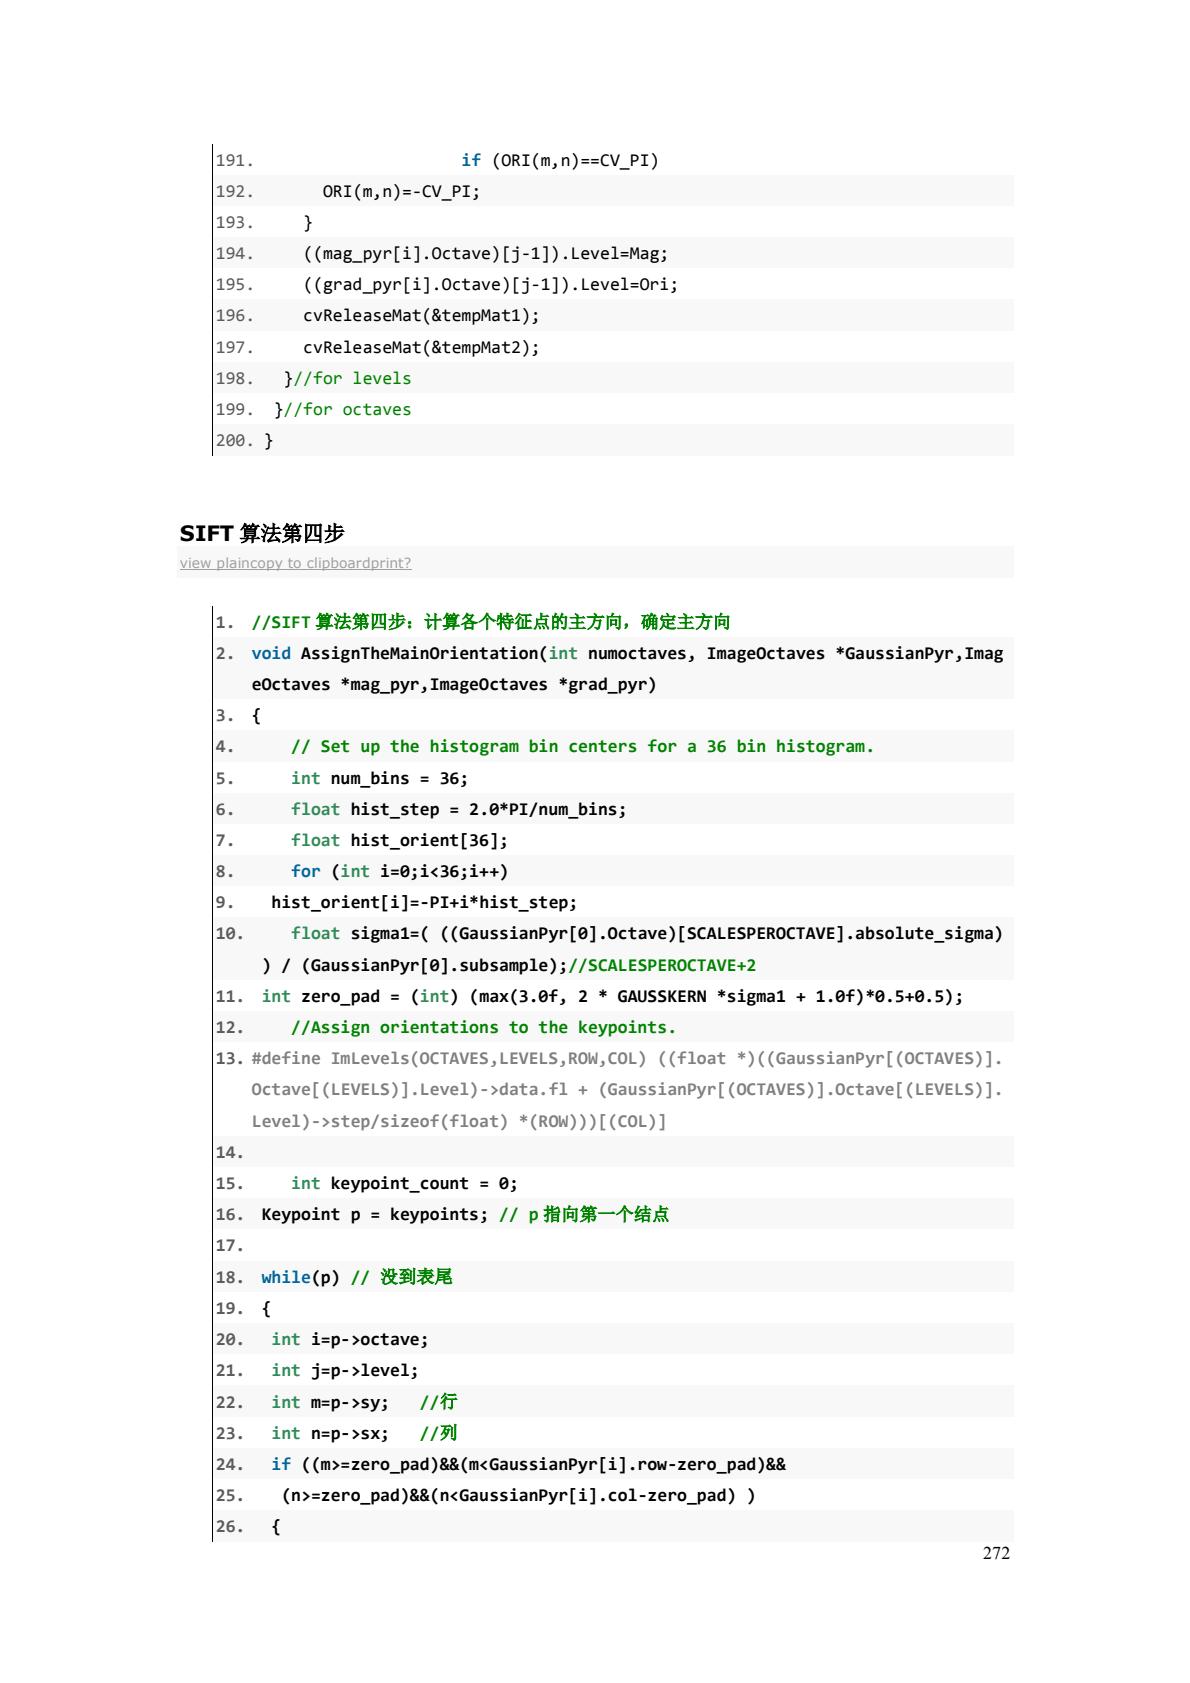 191.                     if (ORI(m,n)==CV_PI)
192.       ORI(m,n)=-CV_PI;
193.     }
194.     ((mag_pyr[i].Octave)[j-1]).Level=Mag;
195.     ((grad_pyr[i].Octave)[j-1]).Level=Ori;
196.     cvReleaseMat(&tempMat1);
197.     cvReleaseMat(&tempMat2);
198.   }//for levels
199.  }//for octaves
200. }
SIFT 算法第四步
view plaincopy to clipboardprint?
1. //SIFT 算法第四步：计算各个特征点的主方向，确定主方向
2. void AssignTheMainOrientation(int numoctaves, ImageOctaves *GaussianPyr,Imag
eOctaves *mag_pyr,ImageOctaves *grad_pyr)
3. {
4.     // Set up the histogram bin centers for a 36 bin histogram.
5.     int num_bins = 36;
6.     float hist_step = 2.0*PI/num_bins;
7.     float hist_orient[36];
8.     for (int i=0;i<36;i++)
9.   hist_orient[i]=-PI+i*hist_step;
10.     float sigma1=( ((GaussianPyr[0].Octave)[SCALESPEROCTAVE].absolute_sigma)
) / (GaussianPyr[0].subsample);//SCALESPEROCTAVE+2
11.  int zero_pad = (int) (max(3.0f, 2 * GAUSSKERN *sigma1 + 1.0f)*0.5+0.5);
12.     //Assign orientations to the keypoints.
13. #define ImLevels(OCTAVES,LEVELS,ROW,COL) ((float *)((GaussianPyr[(OCTAVES)].
Octave[(LEVELS)].Level)->data.fl + (GaussianPyr[(OCTAVES)].Octave[(LEVELS)].
Level)->step/sizeof(float) *(ROW)))[(COL)]
14.
15.     int keypoint_count = 0;
16.  Keypoint p = keypoints; // p 指向第一个结点
17.
18.  while(p) // 没到表尾
19.  {
20.   int i=p->octave;
21.   int j=p->level;
22.   int m=p->sy;   //行
23.   int n=p->sx;   //列
24.   if ((m>=zero_pad)&&(m<GaussianPyr[i].row-zero_pad)&&
25.    (n>=zero_pad)&&(n<GaussianPyr[i].col-zero_pad) )
26.   {
272